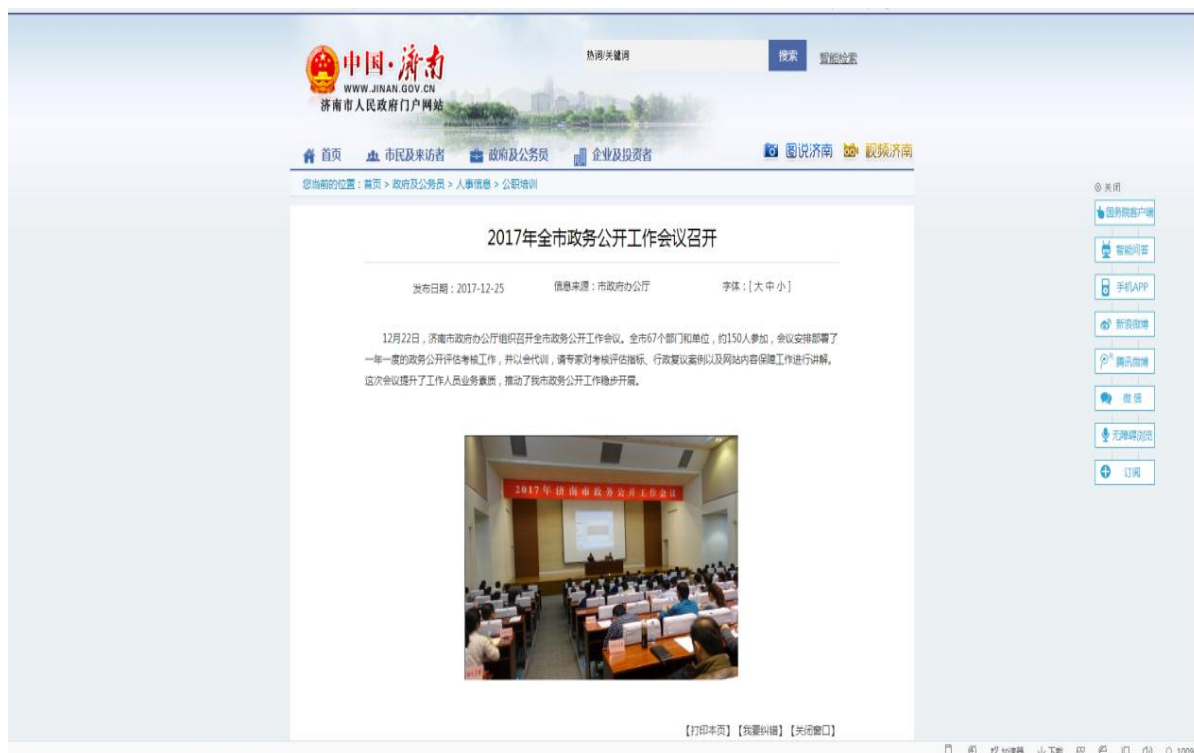 中国·济南
WWW.JINAN.GOV.CN
济南市人民政府门户网站
热词/关键词
搜索
智能检索
首页
市民及来访者
政府及公务员
企业及投资者
图说济南
视频济南
您当前的位置：首页 > 政府及公务员 > 人事信息 > 公职培训
2017年全市政务公开工作会议召开
发布日期：2017-12-25
信息来源：市政府办公厅
字体：[ 大 中 小 ]
12月22日，济南市政府办公厅组织召开全市政务公开工作会议。全市67个部门和单位，约150人参加，会议安排部署了
一年一度的政务公开评估考核工作，并以会代训，请专家对考核评估指标、行政复议案例以及网站内容保障工作进行讲解。
这次会议提升了工作人员业务素质，推动了我市政务公开工作稳步开展。
2017年济南市政务公开工作会议
【打印本页】【我要纠错】【关闭窗口】
关闭
国务院客户端
智能问答
手机APP
新浪微博
腾讯微博
微 信
无障碍浏览
订阅
加速器
下载
100%